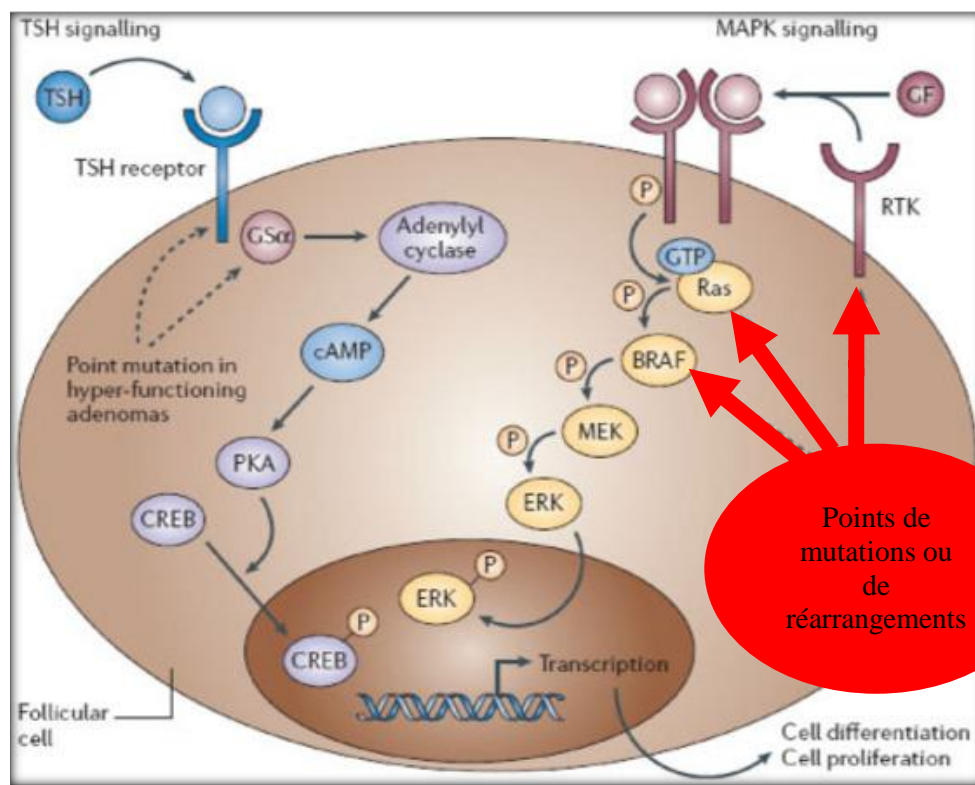 TSH signalling
MAPK signalling
TSH
GF
TSH receptor
RTK
P
GSα
Adenylyl
cyclase
GTP
Ras
P
cAMP
BRAF
Point mutation in
hyper-functioning
adenomas
P
MEK
PKA
P
ERK
CREB
Points de
mutations ou
de
réarrangements
P
ERK
P
CREB
Transcription
Follicular
cell
Cell differentiation
Cell proliferation